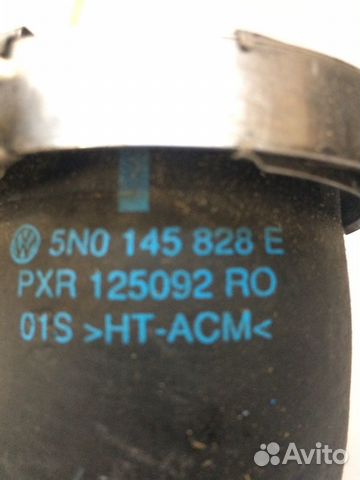 5N0 145 828 E
PXR 125092 RO
01S >HT-ACM<
Avito